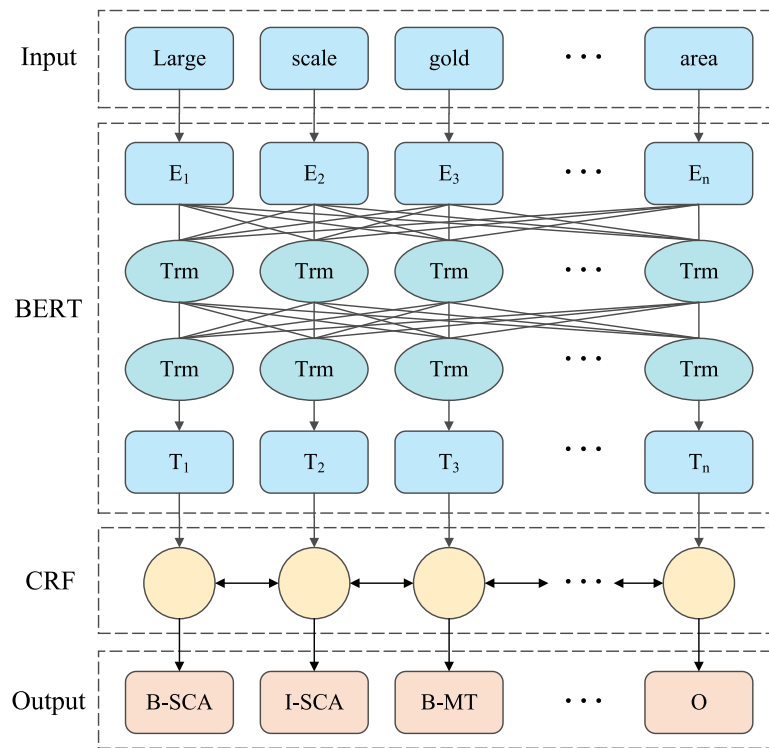 Input Large scale gold ··· area
E₁ E₂ E₃ ··· Eₙ
Trm Trm Trm ··· Trm
BERT
Trm Trm Trm ··· Trm
T₁ T₂ T₃ ··· Tₙ
CRF ···
Output B-SCA I-SCA B-MT ··· O